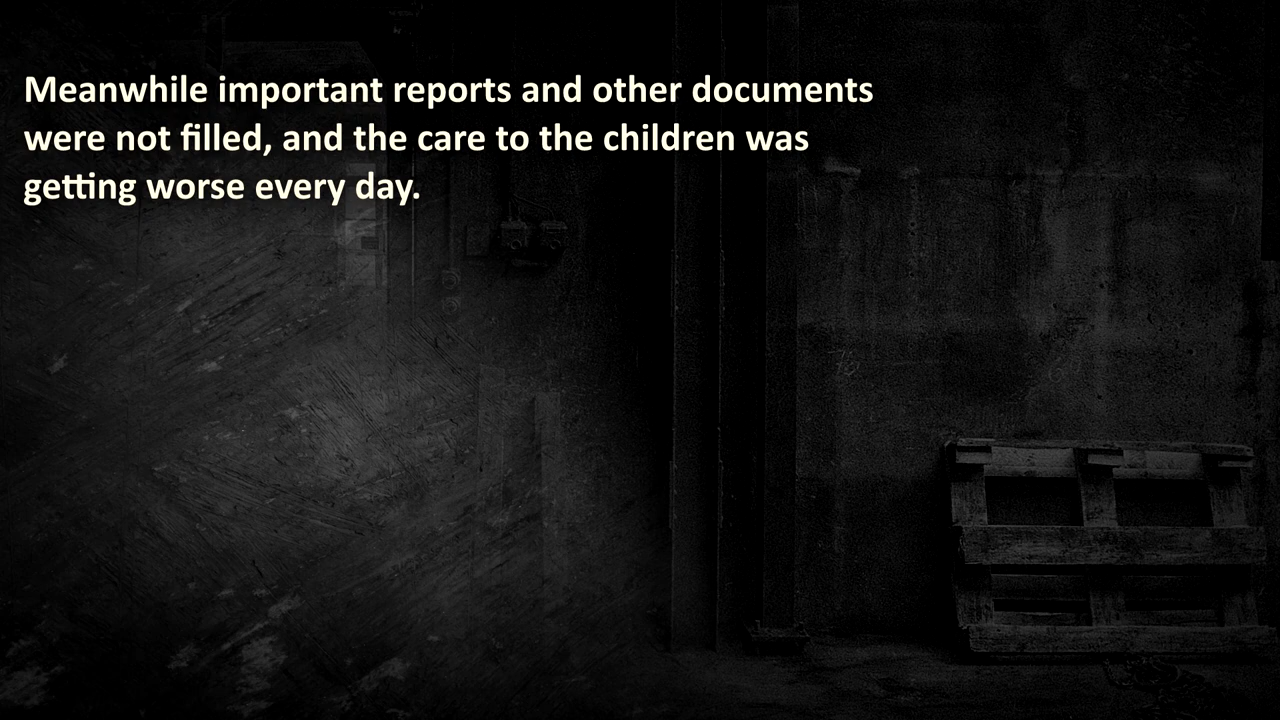 Meanwhile important reports and other documents
were not filled, and the care to the children was
getting worse every day.